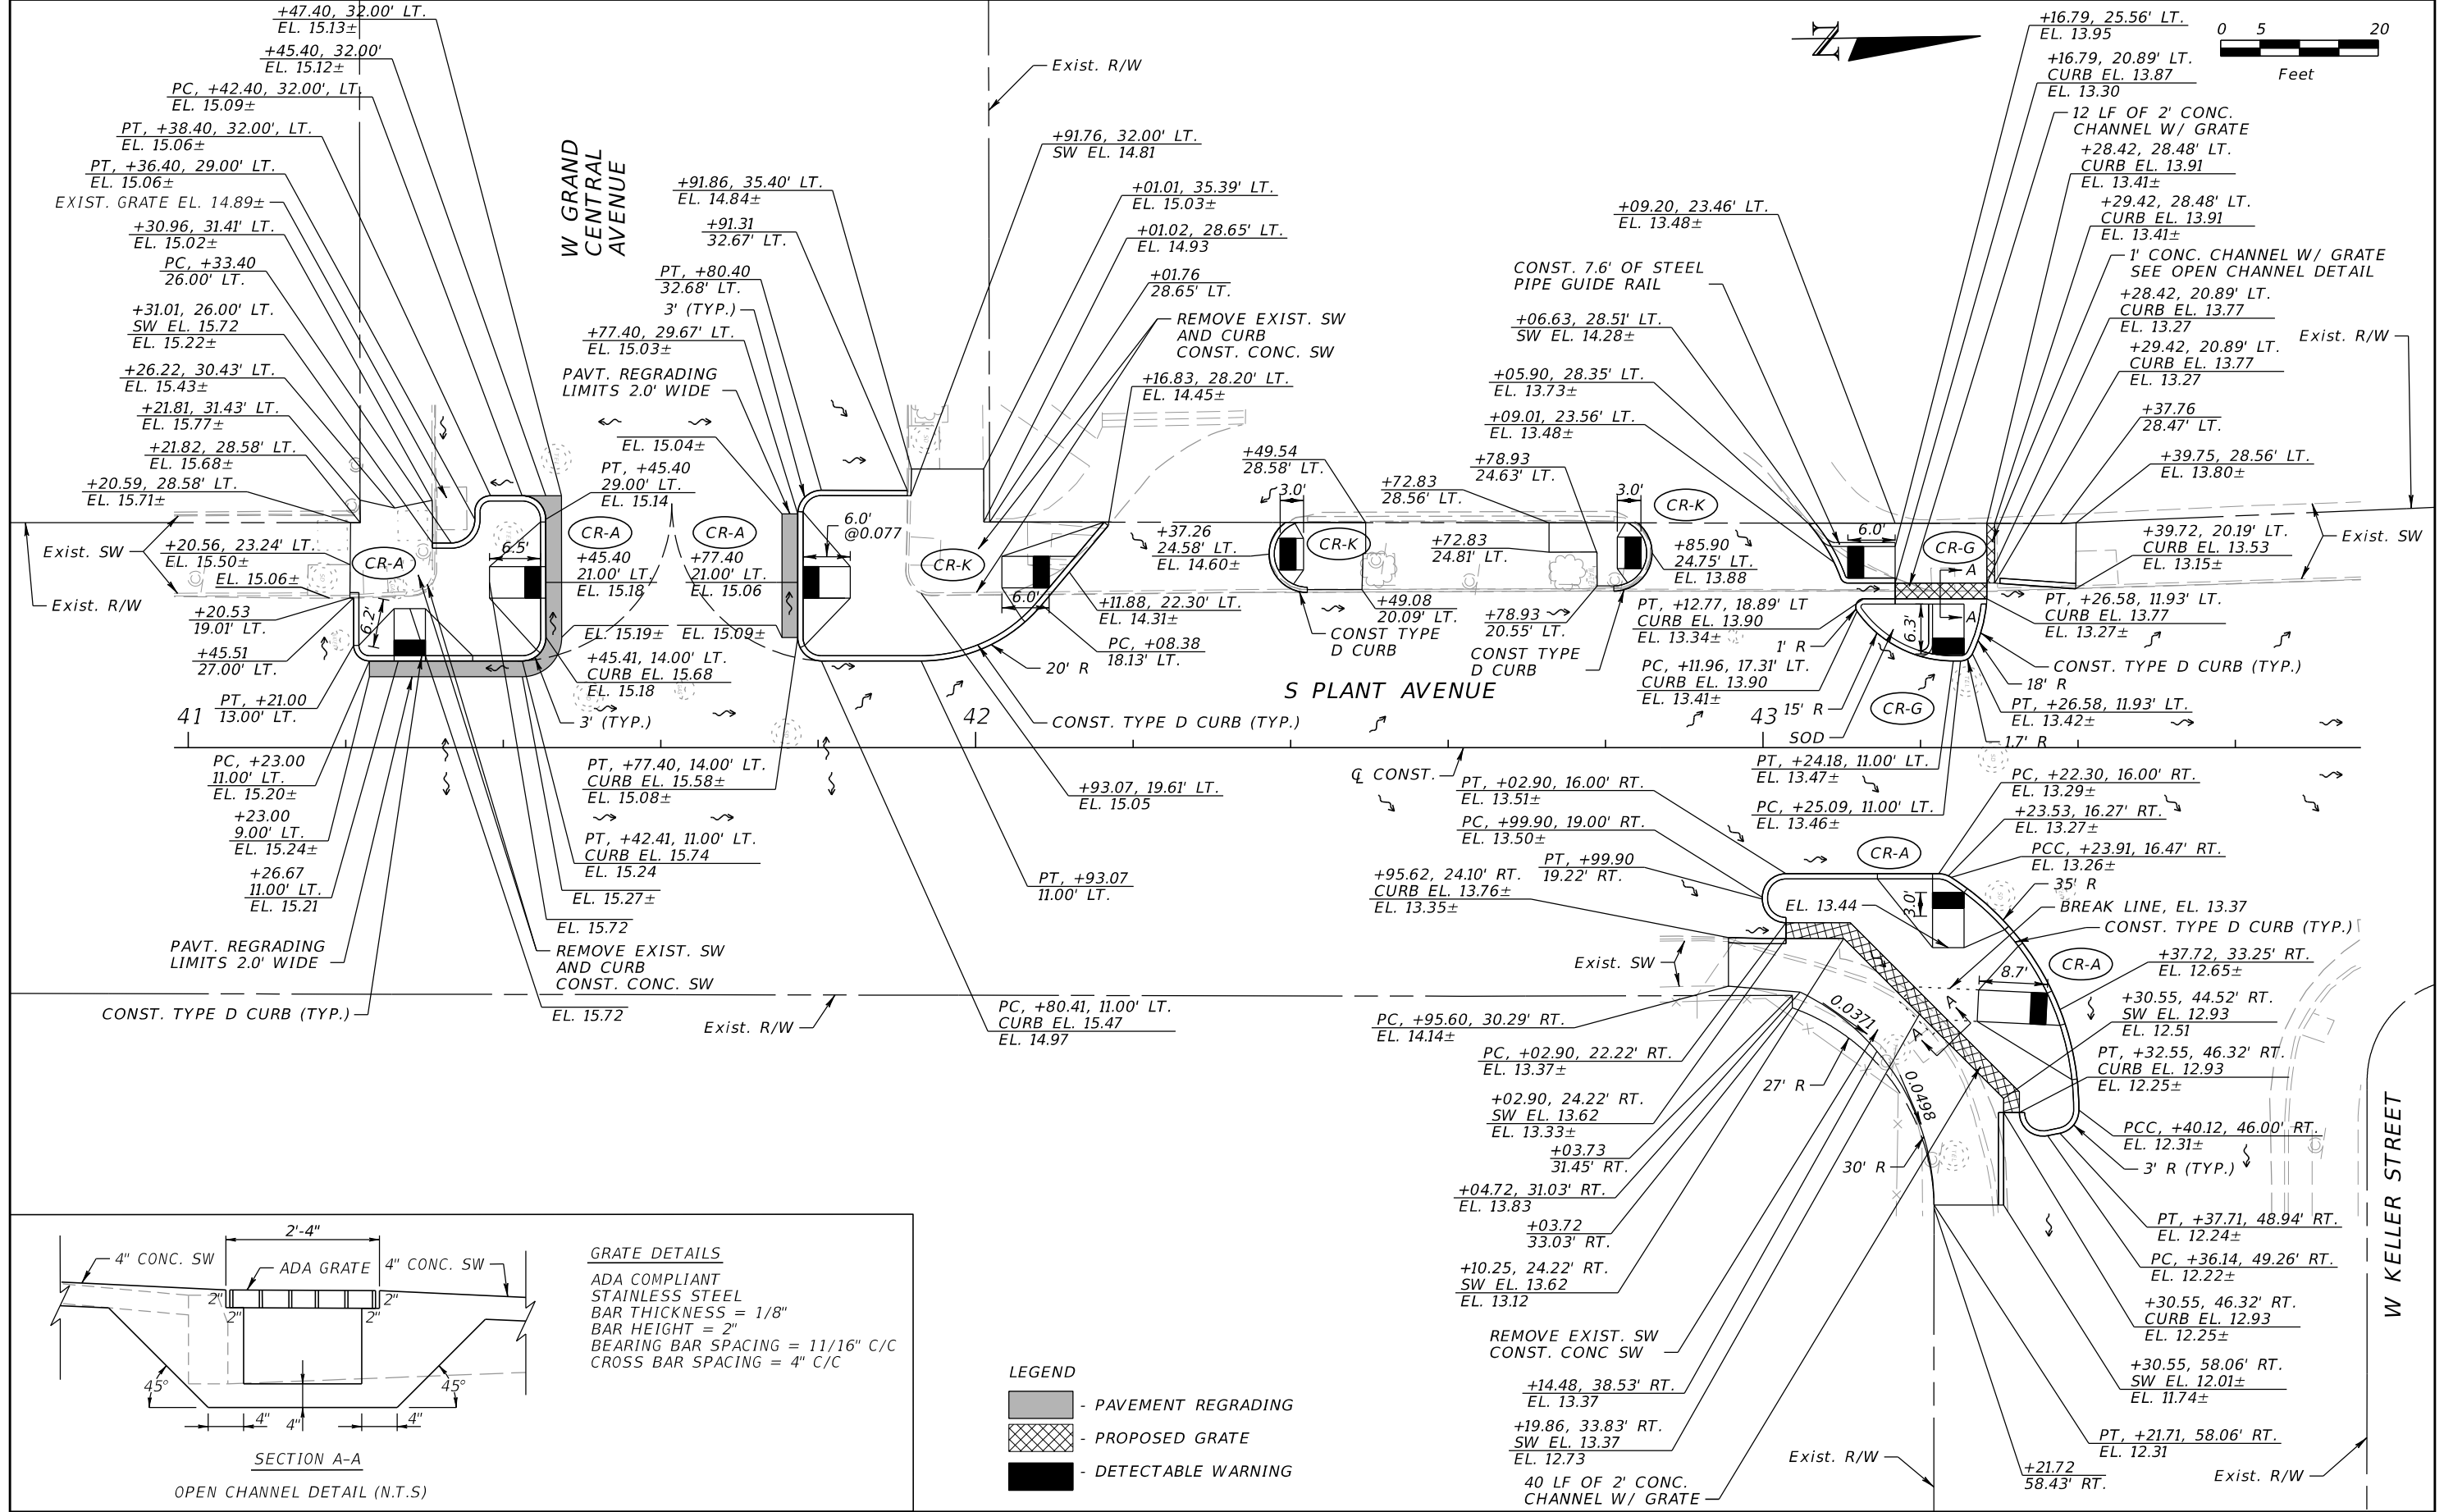 +47.40, 32.00' LT.
EL. 15.13±
+45.40, 32.00'
EL. 15.12±
PC, +42.40, 32.00', LT.
EL. 15.09±
PT, +38.40, 32.00', LT.
EL. 15.06±
PT, +36.40, 29.00' LT.
EL. 15.06±
EXIST. GRATE EL. 14.89±
+30.96, 31.41' LT.
EL. 15.02±
PC, +33.40
26.00' LT.
+31.01, 26.00' LT.
SW EL. 15.72
EL. 15.22±
+26.22, 30.43' LT.
EL. 15.43±
+21.81, 31.43' LT.
EL. 15.77±
+21.82, 28.58' LT.
EL. 15.68±
+20.59, 28.58' LT.
EL. 15.71±
Exist. SW
+20.56, 23.24' LT.
EL. 15.50±
EL. 15.06±
Exist. R/W
+20.53
19.01' LT.
+45.51
27.00' LT.
PT, +21.00
13.00' LT.
41
PC, +23.00
11.00' LT.
EL. 15.20±
+23.00
9.00' LT.
EL. 15.24±
+26.67
11.00' LT.
EL. 15.21
PAVT. REGRADING
LIMITS 2.0' WIDE
CONST. TYPE D CURB (TYP.)
CR-A
6.2'
6.5'
W GRAND
CENTRAL
AVENUE
Exist. R/W
+91.76, 32.00' LT.
SW EL. 14.81
+91.86, 35.40' LT.
EL. 14.84±
+91.31
32.67' LT.
PT, +80.40
32.68' LT.
3' (TYP.)
+77.40, 29.67' LT.
EL. 15.03±
PAVT. REGRADING
LIMITS 2.0' WIDE
EL. 15.04±
PT, +45.40
29.00' LT.
EL. 15.14
CR-A
CR-A
+45.40
21.00' LT.
EL. 15.18
+77.40
21.00' LT.
EL. 15.06
EL. 15.19±
EL. 15.09±
+45.41, 14.00' LT.
CURB EL. 15.68
EL. 15.18
3' (TYP.)
PT, +77.40, 14.00' LT.
CURB EL. 15.58±
EL. 15.08±
PT, +42.41, 11.00' LT.
CURB EL. 15.74
EL. 15.24
EL. 15.27±
EL. 15.72
REMOVE EXIST. SW
AND CURB
CONST. CONC. SW
EL. 15.72
Exist. R/W
6.0'
@0.077
CR-K
+01.01, 35.39' LT.
EL. 15.03±
+01.02, 28.65' LT.
EL. 14.93
+01.76
28.65' LT.
REMOVE EXIST. SW
AND CURB
CONST. CONC. SW
+16.83, 28.20' LT.
EL. 14.45±
6.0'
+11.88, 22.30' LT.
EL. 14.31±
PC, +08.38
18.13' LT.
20' R
42
CONST. TYPE D CURB (TYP.)
+93.07, 19.61' LT.
EL. 15.05
PT, +93.07
11.00' LT.
PC, +80.41, 11.00' LT.
CURB EL. 15.47
EL. 14.97
+37.26
24.58' LT.
EL. 14.60±
+49.54
28.58' LT.
3.0'
CR-K
+72.83
28.56' LT.
+72.83
24.81' LT.
+78.93
24.63' LT.
3.0'
CR-K
+49.08
20.09' LT.
CONST TYPE
D CURB
+78.93
20.55' LT.
CONST TYPE
D CURB
+85.90
24.75' LT.
EL. 13.88
S PLANT AVENUE
℄ CONST.
+09.20, 23.46' LT.
EL. 13.48±
CONST. 7.6' OF STEEL
PIPE GUIDE RAIL
+06.63, 28.51' LT.
SW EL. 14.28±
+05.90, 28.35' LT.
EL. 13.73±
+09.01, 23.56' LT.
EL. 13.48±
PT, +12.77, 18.89' LT
CURB EL. 13.90
EL. 13.34±
1' R
PC, +11.96, 17.31' LT.
CURB EL. 13.90
EL. 13.41±
15' R
SOD
43
6.0'
CR-G
A
A
6.3'
CR-G
N
0 5 20
Feet
+16.79, 25.56' LT.
EL. 13.95
+16.79, 20.89' LT.
CURB EL. 13.87
EL. 13.30
12 LF OF 2' CONC.
CHANNEL W/ GRATE
+28.42, 28.48' LT.
CURB EL. 13.91
EL. 13.41±
+29.42, 28.48' LT.
CURB EL. 13.91
EL. 13.41±
1' CONC. CHANNEL W/ GRATE
SEE OPEN CHANNEL DETAIL
+28.42, 20.89' LT.
CURB EL. 13.77
EL. 13.27
Exist. R/W
+29.42, 20.89' LT.
CURB EL. 13.77
EL. 13.27
+37.76
28.47' LT.
+39.75, 28.56' LT.
EL. 13.80±
+39.72, 20.19' LT.
CURB EL. 13.53
EL. 13.15±
Exist. SW
PT, +26.58, 11.93' LT.
CURB EL. 13.77
EL. 13.27±
CONST. TYPE D CURB (TYP.)
18' R
PT, +26.58, 11.93' LT.
EL. 13.42±
1.7' R
PT, +24.18, 11.00' LT.
EL. 13.47±
PC, +25.09, 11.00' LT.
EL. 13.46±
PT, +02.90, 16.00' RT.
EL. 13.51±
PC, +99.90, 19.00' RT.
EL. 13.50±
PT, +99.90
19.22' RT.
+95.62, 24.10' RT.
CURB EL. 13.76±
EL. 13.35±
CR-A
EL. 13.44
3.0'
PC, +22.30, 16.00' RT.
EL. 13.29±
+23.53, 16.27' RT.
EL. 13.27±
PCC, +23.91, 16.47' RT.
EL. 13.26±
35' R
BREAK LINE, EL. 13.37
CONST. TYPE D CURB (TYP.)
CR-A
8.7'
+37.72, 33.25' RT.
EL. 12.65±
+30.55, 44.52' RT.
SW EL. 12.93
EL. 12.51
PT, +32.55, 46.32' RT.
CURB EL. 12.93
EL. 12.25±
PCC, +40.12, 46.00' RT.
EL. 12.31±
3' R (TYP.)
PT, +37.71, 48.94' RT.
EL. 12.24±
PC, +36.14, 49.26' RT.
EL. 12.22±
+30.55, 46.32' RT.
CURB EL. 12.93
EL. 12.25±
+30.55, 58.06' RT.
SW EL. 12.01±
EL. 11.74±
PT, +21.71, 58.06' RT.
EL. 12.31
+21.72
58.43' RT.
Exist. R/W
Exist. R/W
W KELLER STREET
Exist. SW
0.0371
0.0498
A
A
27' R
30' R
PC, +95.60, 30.29' RT.
EL. 14.14±
PC, +02.90, 22.22' RT.
EL. 13.37±
+02.90, 24.22' RT.
SW EL. 13.62
EL. 13.33±
+03.73
31.45' RT.
+04.72, 31.03' RT.
EL. 13.83
+03.72
33.03' RT.
+10.25, 24.22' RT.
SW EL. 13.62
EL. 13.12
REMOVE EXIST. SW
CONST. CONC SW
+14.48, 38.53' RT.
EL. 13.37
+19.86, 33.83' RT.
SW EL. 13.37
EL. 12.73
40 LF OF 2' CONC.
CHANNEL W/ GRATE
2'-4"
4" CONC. SW
ADA GRATE
4" CONC. SW
2" 2"
2" 2"
45°
45°
4" 4" 4"
SECTION A-A
OPEN CHANNEL DETAIL (N.T.S)
GRATE DETAILS
ADA COMPLIANT
STAINLESS STEEL
BAR THICKNESS = 1/8"
BAR HEIGHT = 2"
BEARING BAR SPACING = 11/16" C/C
CROSS BAR SPACING = 4" C/C
LEGEND
- PAVEMENT REGRADING
- PROPOSED GRATE
- DETECTABLE WARNING